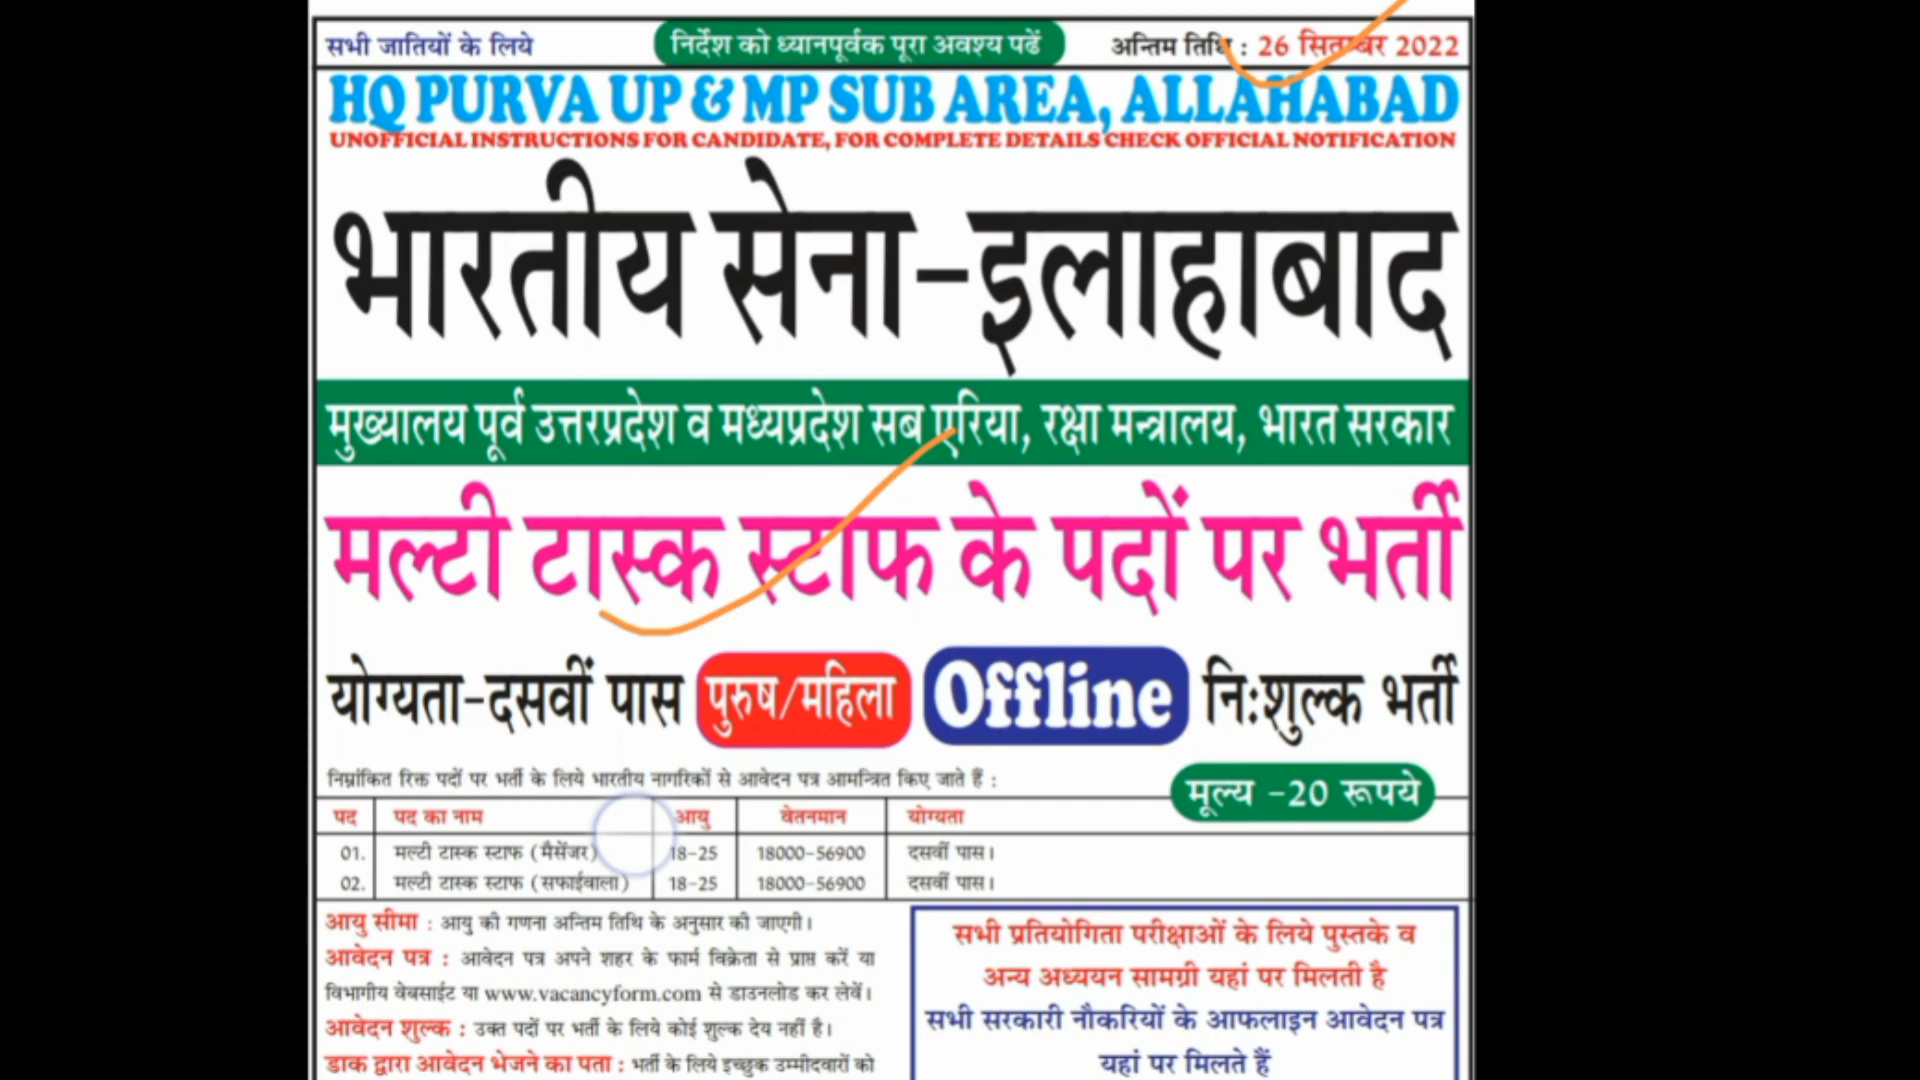 सभी जातियों के लिये
निर्देश को ध्यानपूर्वक पूरा अवश्य पढें
अन्तिम तिथि : 26 सितम्बर 2022
HQ PURVA UP & MP SUB AREA, ALLAHABAD
UNOFFICIAL INSTRUCTIONS FOR CANDIDATE, FOR COMPLETE DETAILS CHECK OFFICIAL NOTIFICATION
भारतीय सेना-इलाहाबाद
मुख्यालय पूर्व उत्तरप्रदेश व मध्यप्रदेश सब एरिया, रक्षा मन्त्रालय, भारत सरकार
मल्टी टास्क स्टाफ के पदों पर भर्ती
योग्यता-दसवीं पास पुरुष/महिला Offline नि:शुल्क भर्ती
निम्नांकित रिक्त पदों पर भर्ती के लिये भारतीय नागरिकों से आवेदन पत्र आमन्त्रित किए जाते हैं :
मूल्य -20 रूपये
पद पद का नाम आयु वेतनमान योग्यता
01. मल्टी टास्क स्टाफ (मैसेंजर) 18-25 18000-56900 दसवीं पास।
02. मल्टी टास्क स्टाफ (सफाईवाला) 18-25 18000-56900 दसवीं पास।
आयु सीमा : आयु की गणना अन्तिम तिथि के अनुसार की जाएगी।
आवेदन पत्र : आवेदन पत्र अपने शहर के फार्म विक्रेता से प्राप्त करें या
विभागीय वेबसाईट या www.vacancyform.com से डाउनलोड कर लेवें।
आवेदन शुल्क : उक्त पदों पर भर्ती के लिये कोई शुल्क देय नहीं है।
डाक द्वारा आवेदन भेजने का पता : भर्ती के लिये इच्छुक उम्मीदवारों को
सभी प्रतियोगिता परीक्षाओं के लिये पुस्तके व
अन्य अध्ययन सामग्री यहां पर मिलती है
सभी सरकारी नौकरियों के आफलाइन आवेदन पत्र
यहां पर मिलते हैं